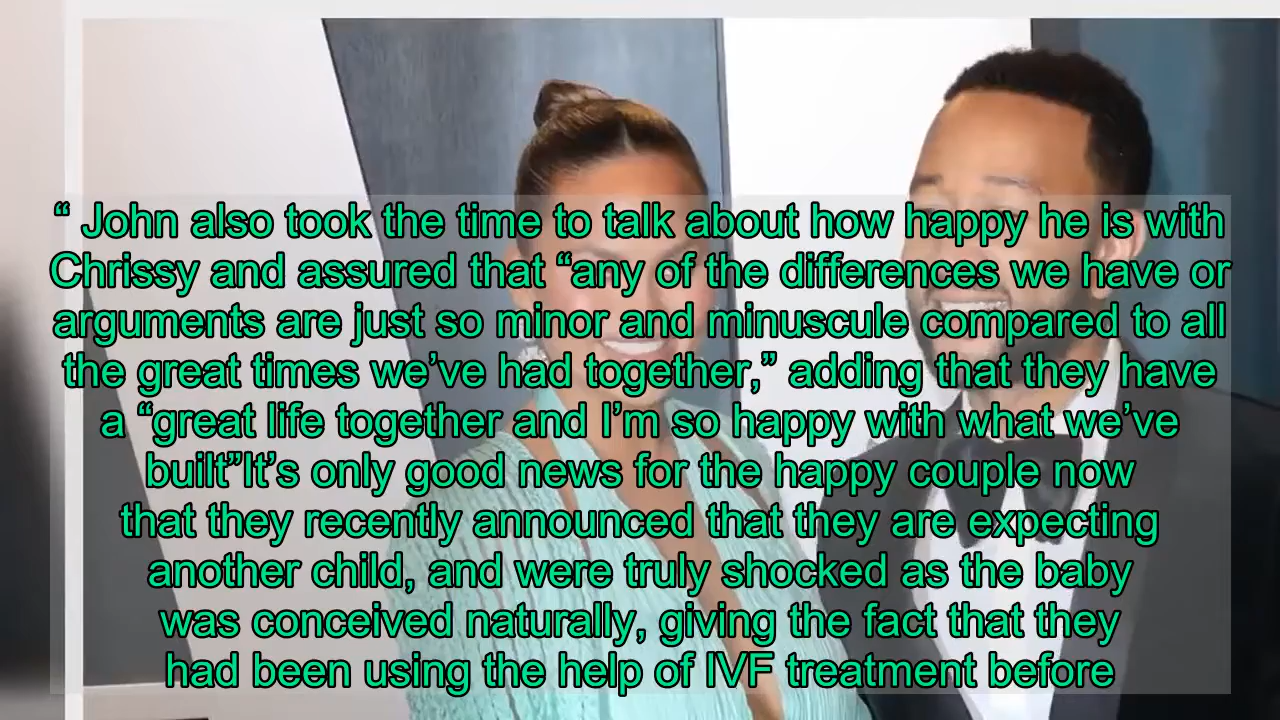 “ John also took the time to talk about how happy he is with
Chrissy and assured that “any of the differences we have or
arguments are just so minor and minuscule compared to all
the great times we’ve had together,” adding that they have
a “great life together and I’m so happy with what we’ve
built”It’s only good news for the happy couple now
that they recently announced that they are expecting
another child, and were truly shocked as the baby
was conceived naturally, giving the fact that they
had been using the help of IVF treatment before